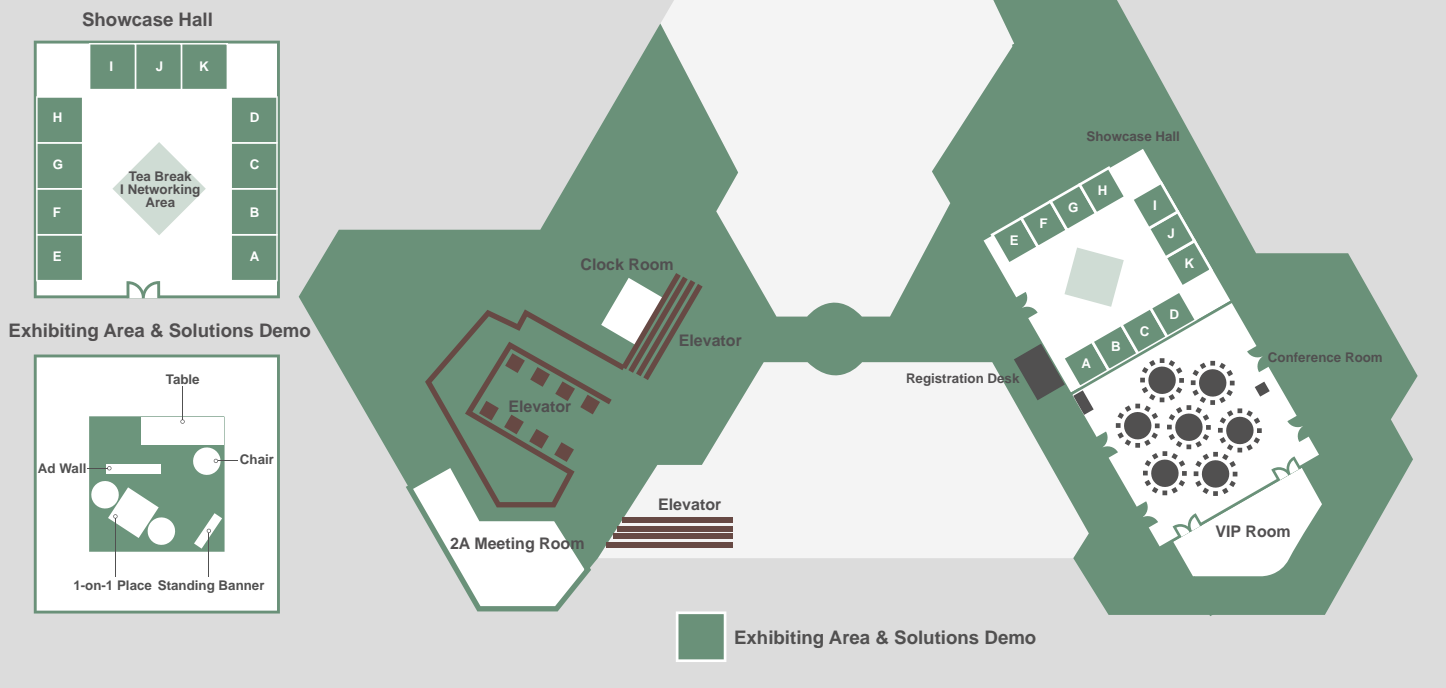 Showcase Hall
I
J
K
H
D
G
C
Tea Break
I Networking
Area
F
B
E
A
Exhibiting Area & Solutions Demo
Table
Ad Wall
Chair
1-on-1 Place
Standing Banner
Clock Room
Elevator
Elevator
2A Meeting Room
Elevator
Showcase Hall
H
G
F
E
I
J
K
D
C
B
A
Registration Desk
Conference Room
VIP Room
Exhibiting Area & Solutions Demo